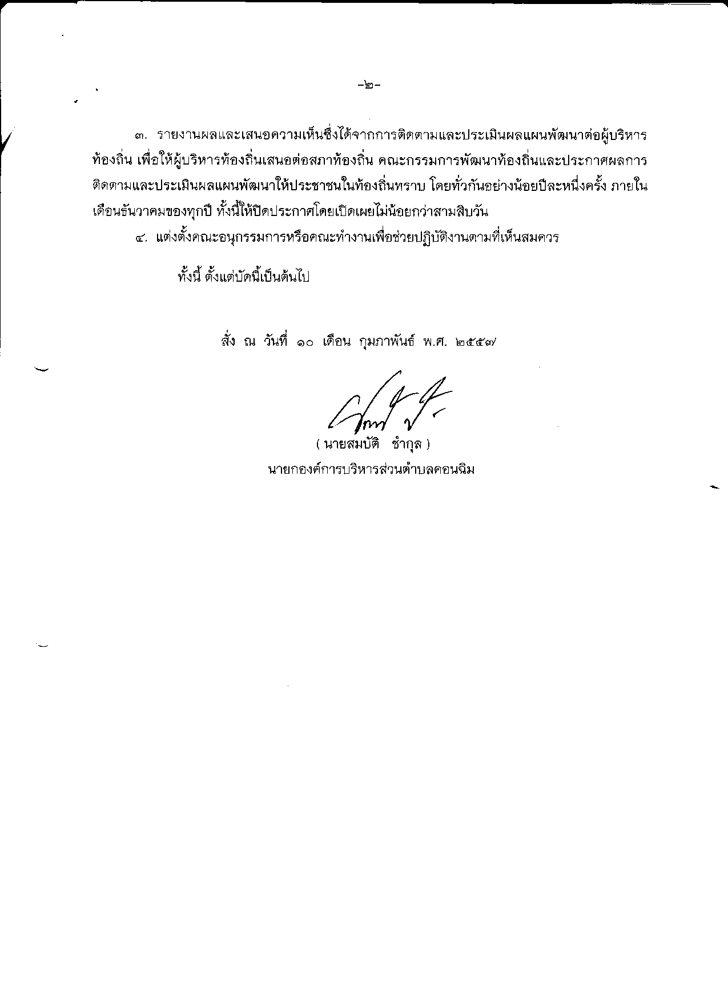 -๒-
๓. รายงานผลและเสนอความเห็นซึ่งได้จากการติดตามและประเมินผลแผนพัฒนาต่อผู้บริหาร
ท้องถิ่น เพื่อให้ผู้บริหารท้องถิ่นเสนอต่อสภาท้องถิ่น คณะกรรมการพัฒนาท้องถิ่นและประกาศผลการ
ติดตามและประเมินผลแผนพัฒนาให้ประชาชนในท้องถิ่นทราบ โดยทั่วกันอย่างน้อยปีละหนึ่งครั้ง ภายใน
เดือนธันวาคมของทุกปี ทั้งนี้ให้ปิดประกาศโดยเปิดเผยไม่น้อยกว่าสามสิบวัน
๔. แต่งตั้งคณะอนุกรรมการหรือคณะทำงานเพื่อช่วยปฏิบัติงานตามที่เห็นสมควร
ทั้งนี้ ตั้งแต่บัดนี้เป็นต้นไป
สั่ง ณ วันที่ ๑๐ เดือน กุมภาพันธ์ พ.ศ. ๒๕๕๗
( นายสมบัติ ชำกุล )
นายกองค์การบริหารส่วนตำบลคอนฉิม